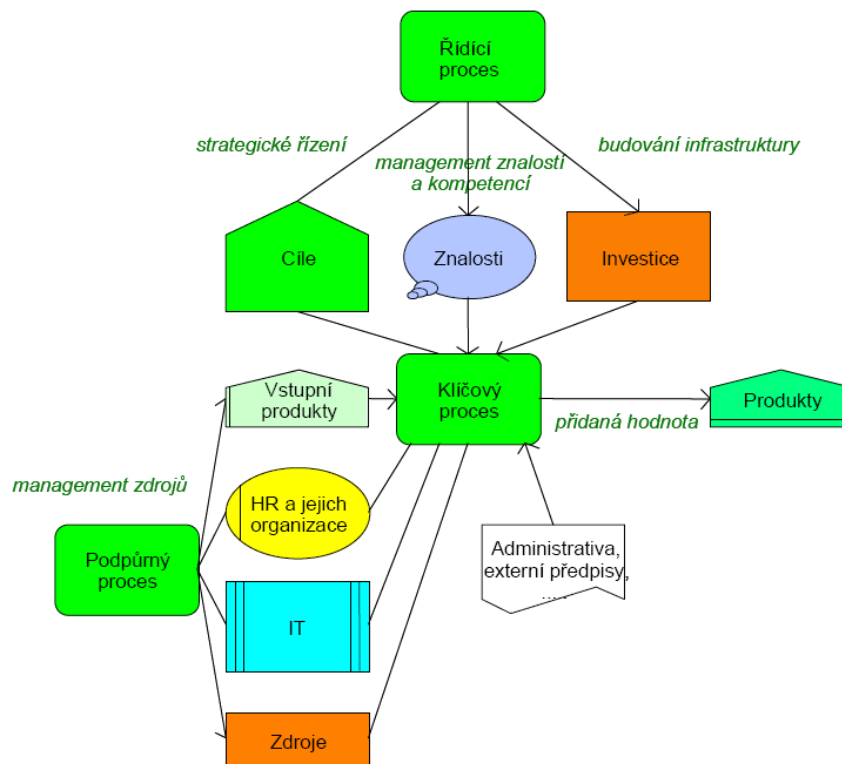 Řídící
proces
strategické řízení
management znalostí
a kompetencí
budování infrastruktury
Cíle
Znalosti
Investice
Vstupní
produkty
Klíčový
proces
Produkty
přidaná hodnota
management zdrojů
HR a jejich
organizace
Podpůrný
proces
Administrativa,
externí předpisy,
.....
IT
Zdroje